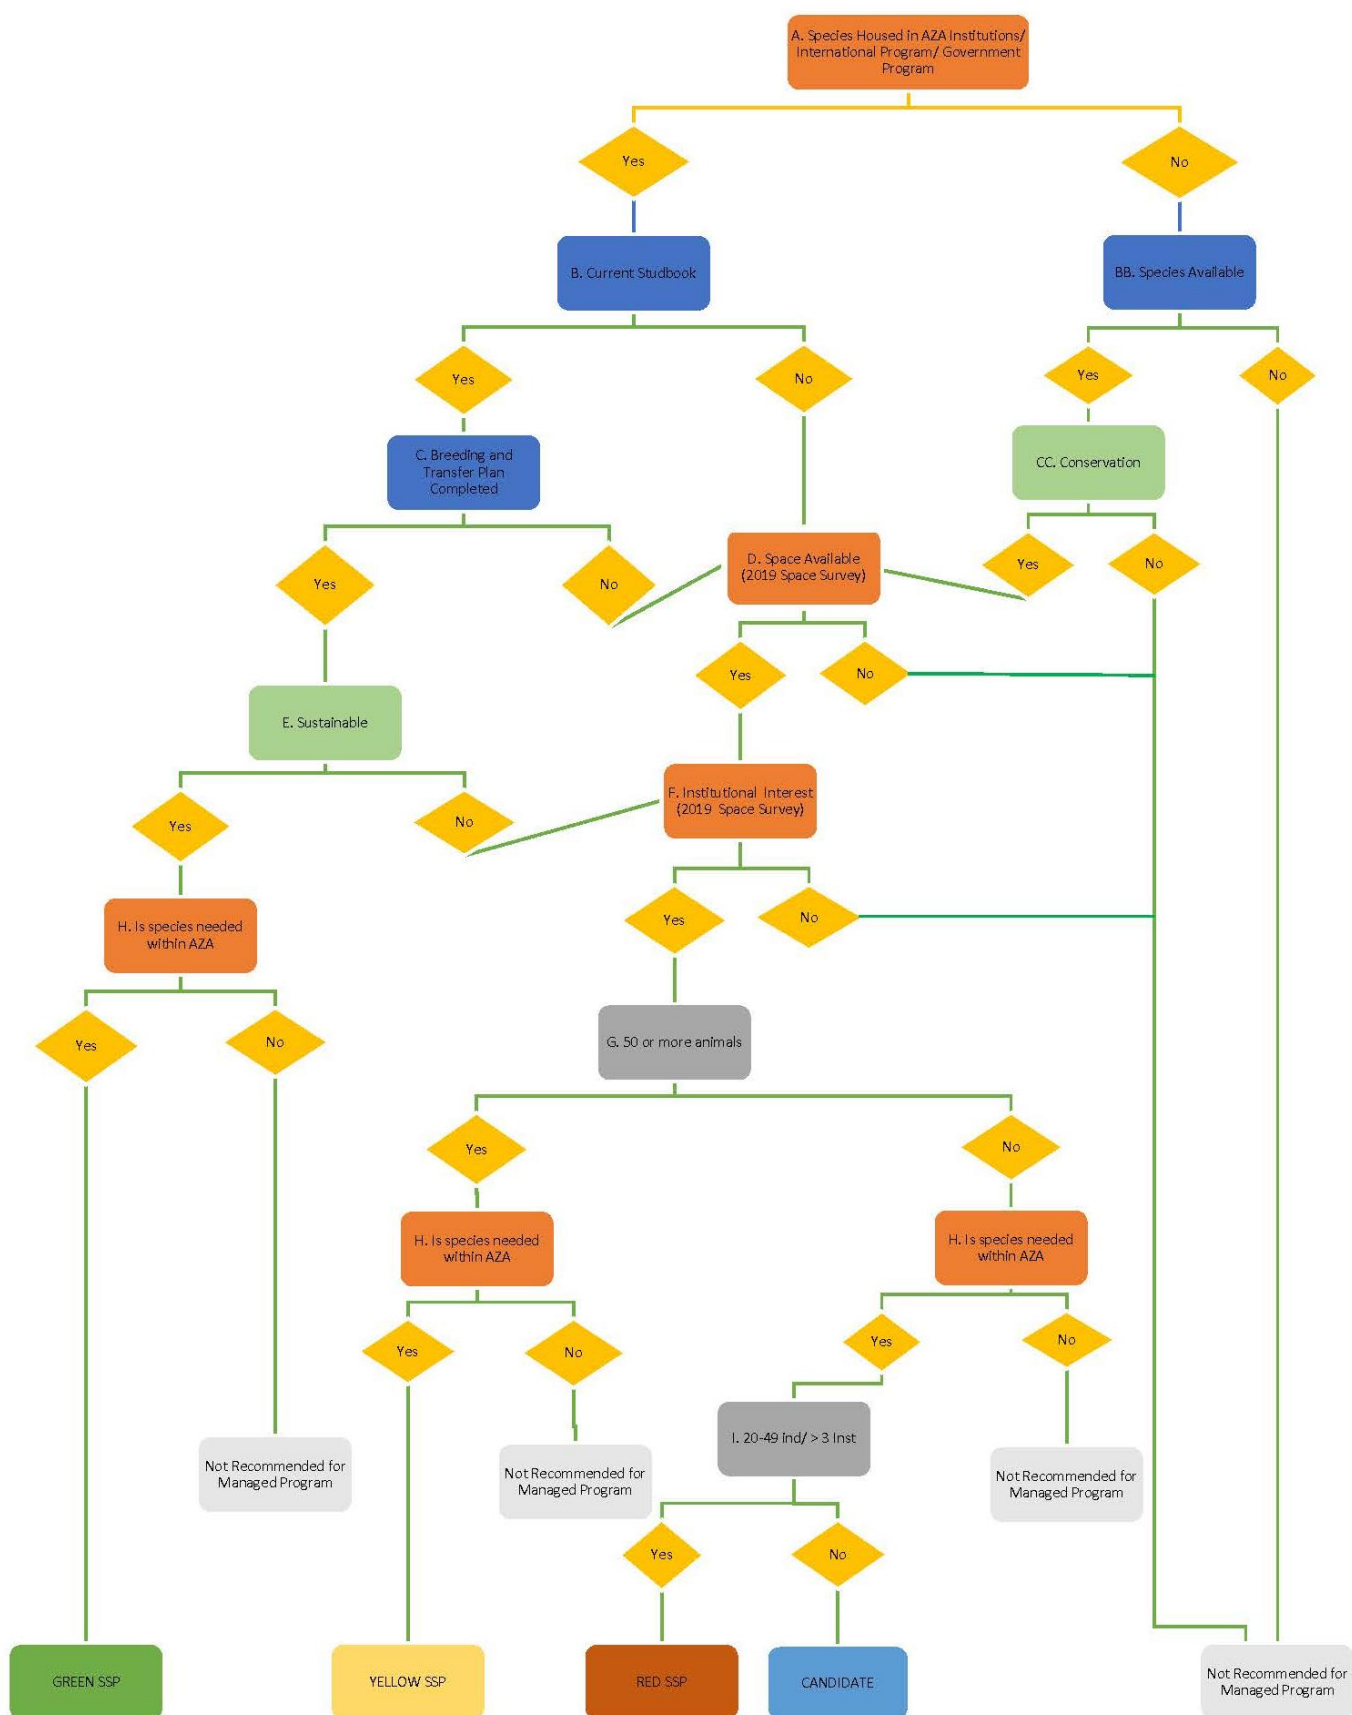 A. Species Housed in AZA Institutions/
International Program/ Government
Program
Yes
No
B. Current Studbook
BB. Species Available
Yes
No
Yes
No
C. Breeding and
Transfer Plan
Completed
CC. Conservation
Yes
No
D. Space Available
(2019 Space Survey)
Yes
No
Yes
No
E. Sustainable
F. Institutional Interest
(2019 Space Survey)
Yes
No
Yes
No
H. Is species needed
within AZA
Yes
No
G. 50 or more animals
Yes
No
H. Is species needed
within AZA
H. Is species needed
within AZA
Yes
No
Yes
No
Not Recommended for
Managed Program
Not Recommended for
Managed Program
I. 20-49 ind/ > 3 Inst
Not Recommended for
Managed Program
Yes
No
GREEN SSP
YELLOW SSP
RED SSP
CANDIDATE
Not Recommended for
Managed Program